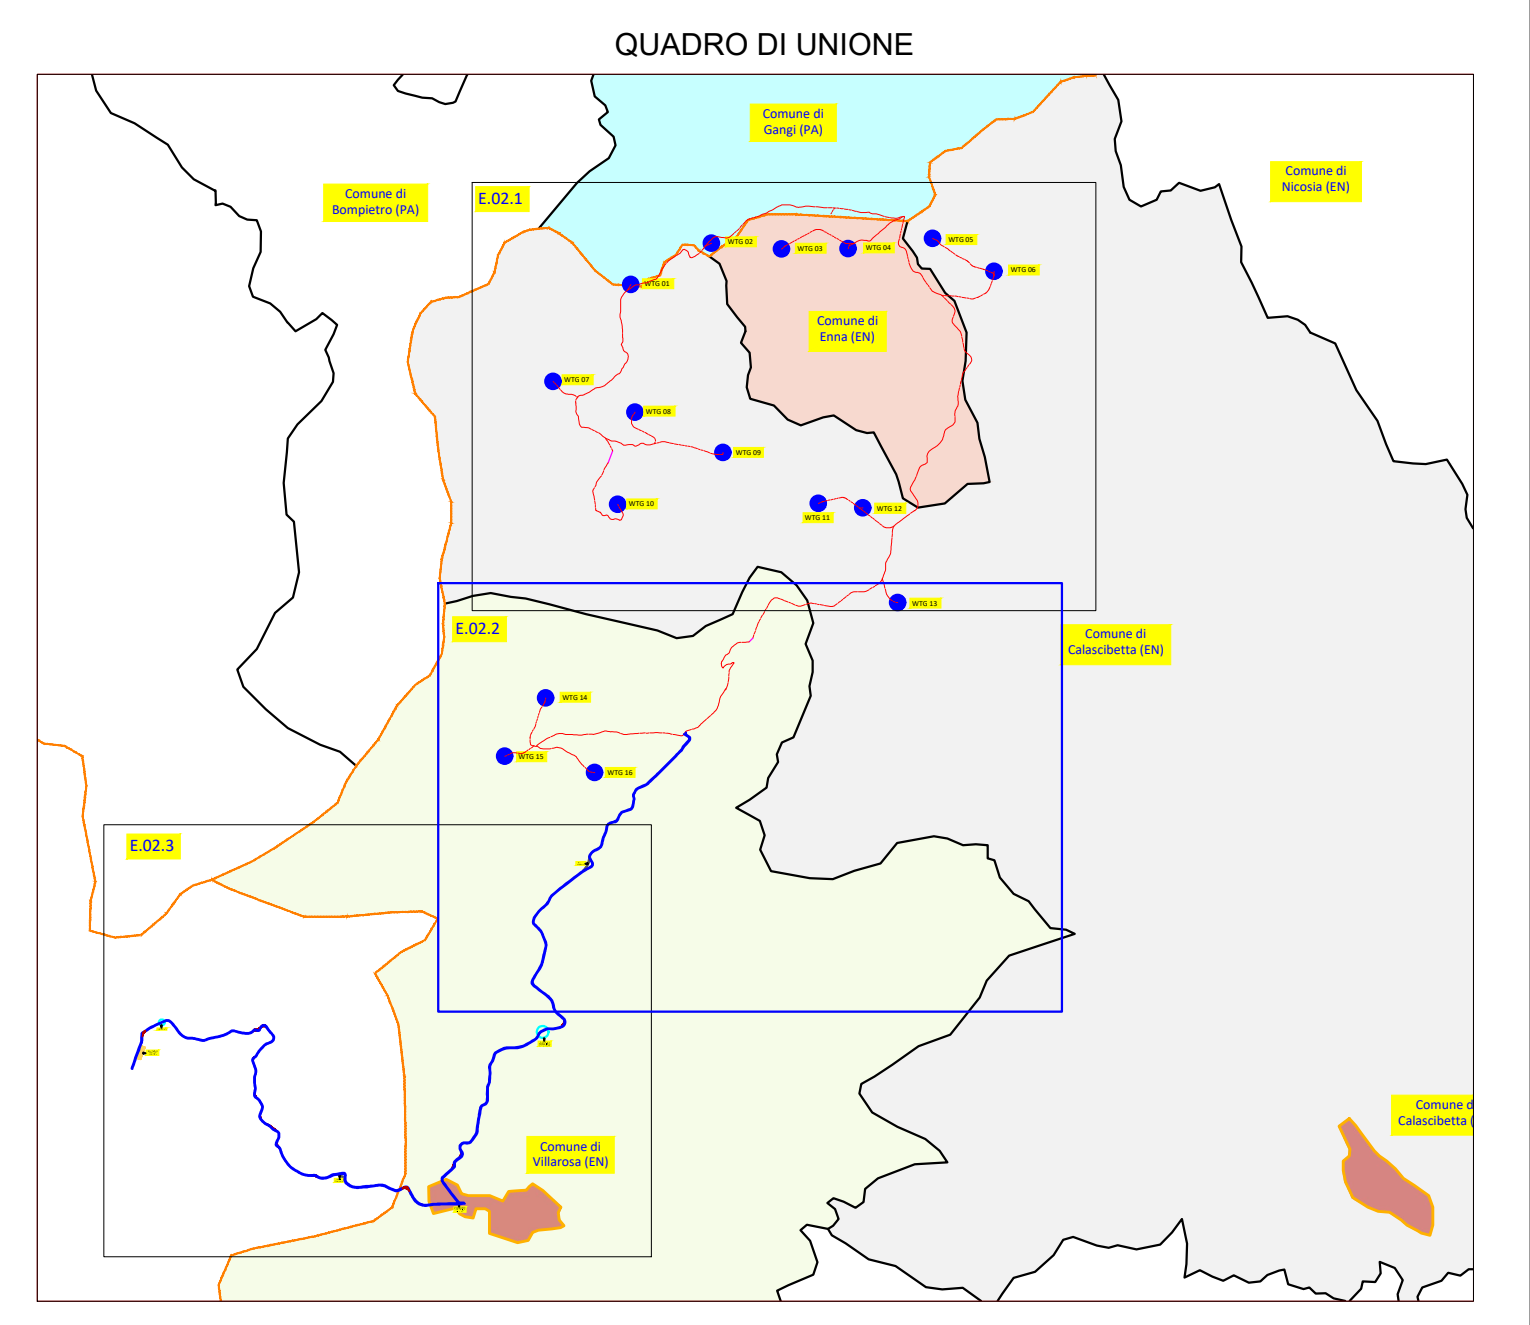 QUADRO DI UNIONE
Comune di
Gangi (PA)
Comune di
Nicosia (EN)
Comune di
Bompietro (PA)
E.02.1
WTG 02
WTG 03
WTG 04
WTG 05
WTG 06
WTG 01
Comune di
Enna (EN)
WTG 07
WTG 08
WTG 09
WTG 10
WTG 11
WTG 12
WTG 13
E.02.2
Comune di
Calascibetta (EN)
WTG 14
WTG 15
WTG 16
E.02.3
Comune d
Calascibetta (
Comune di
Villarosa (EN)